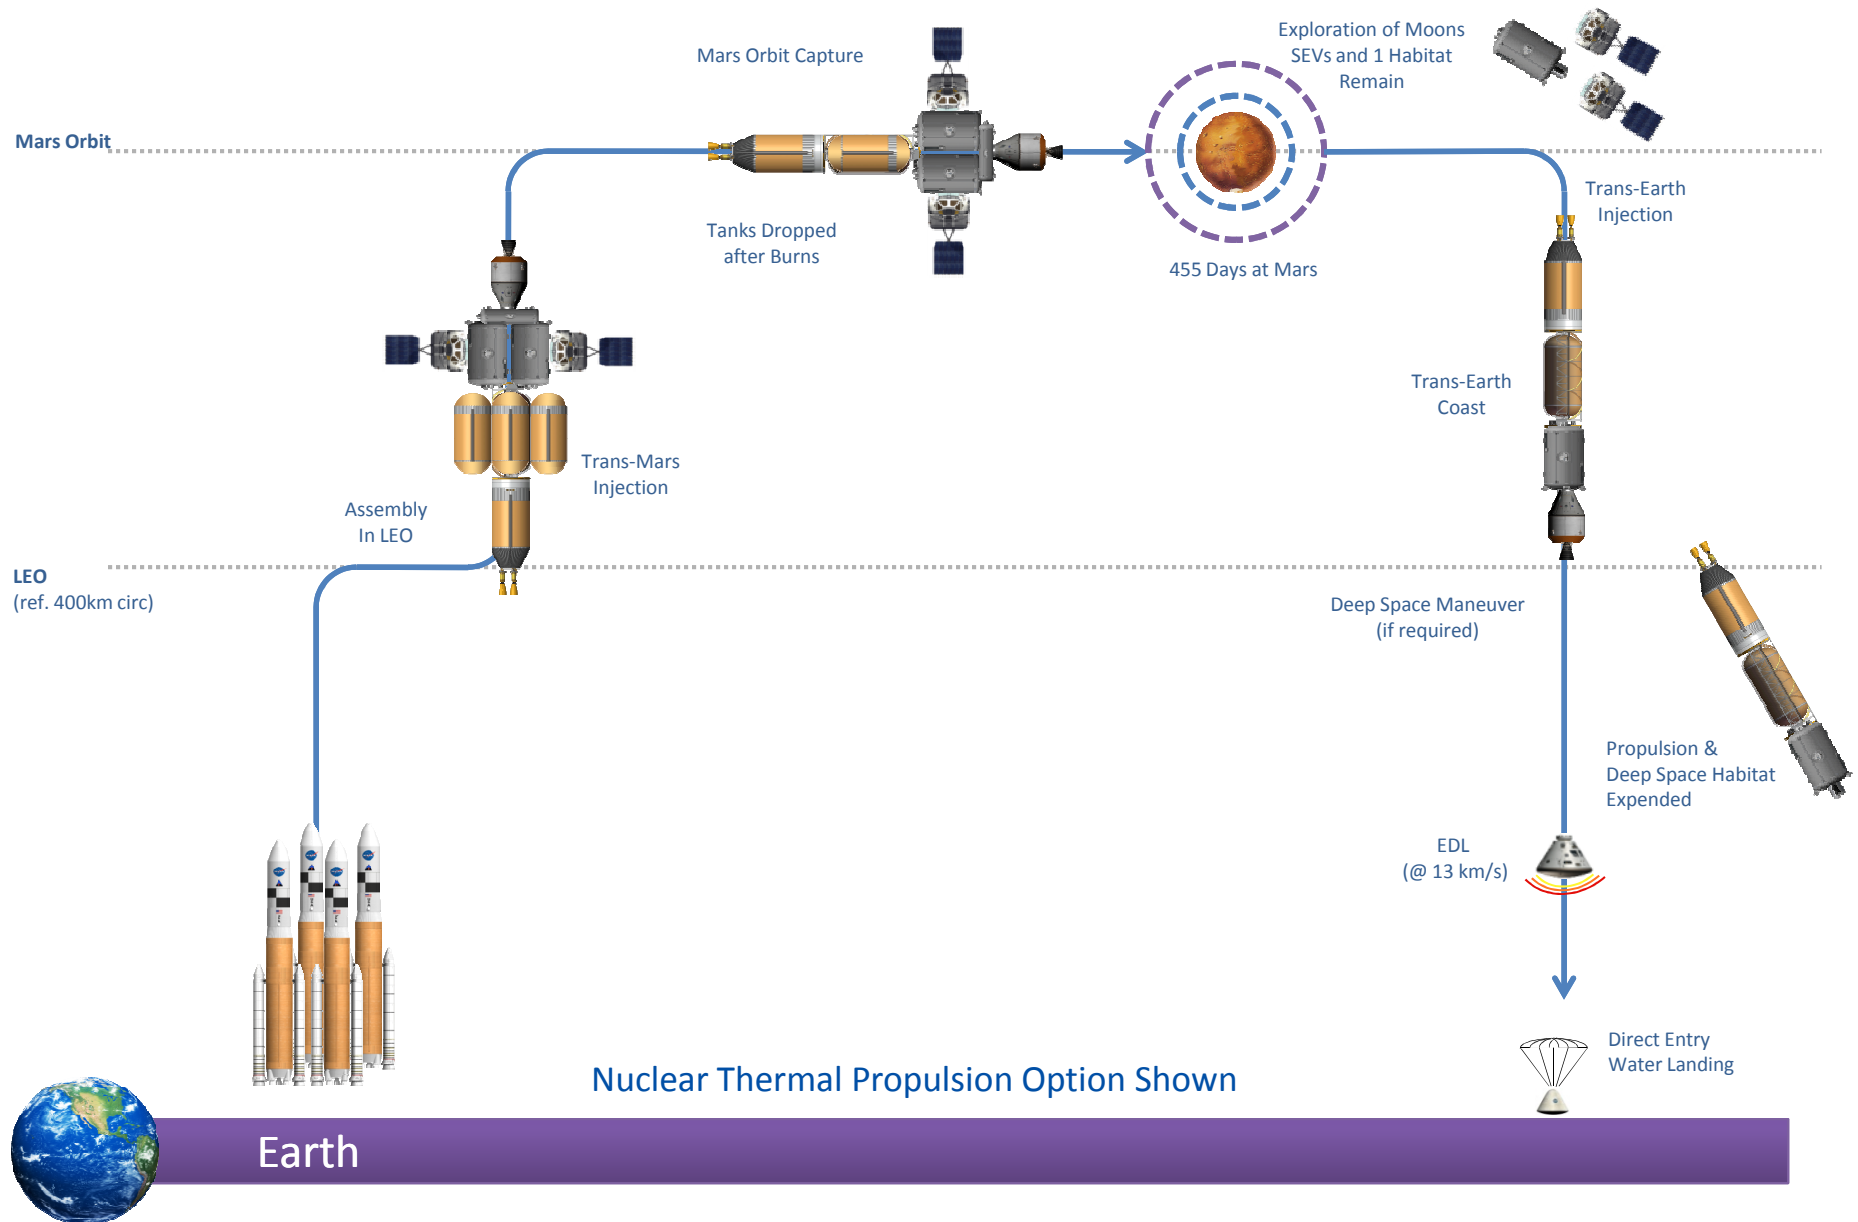 Mars Orbit Capture
Exploration of Moons
SEVs and 1 Habitat
Remain
Mars Orbit
Tanks Dropped
after Burns
455 Days at Mars
Trans-Earth
Injection
Trans-Earth
Coast
Trans-Mars
Injection
Assembly
In LEO
LEO
(ref. 400km circ)
Deep Space Maneuver
(if required)
Propulsion &
Deep Space Habitat
Expended
EDL
(@ 13 km/s)
Direct Entry
Water Landing
Nuclear Thermal Propulsion Option Shown
Earth